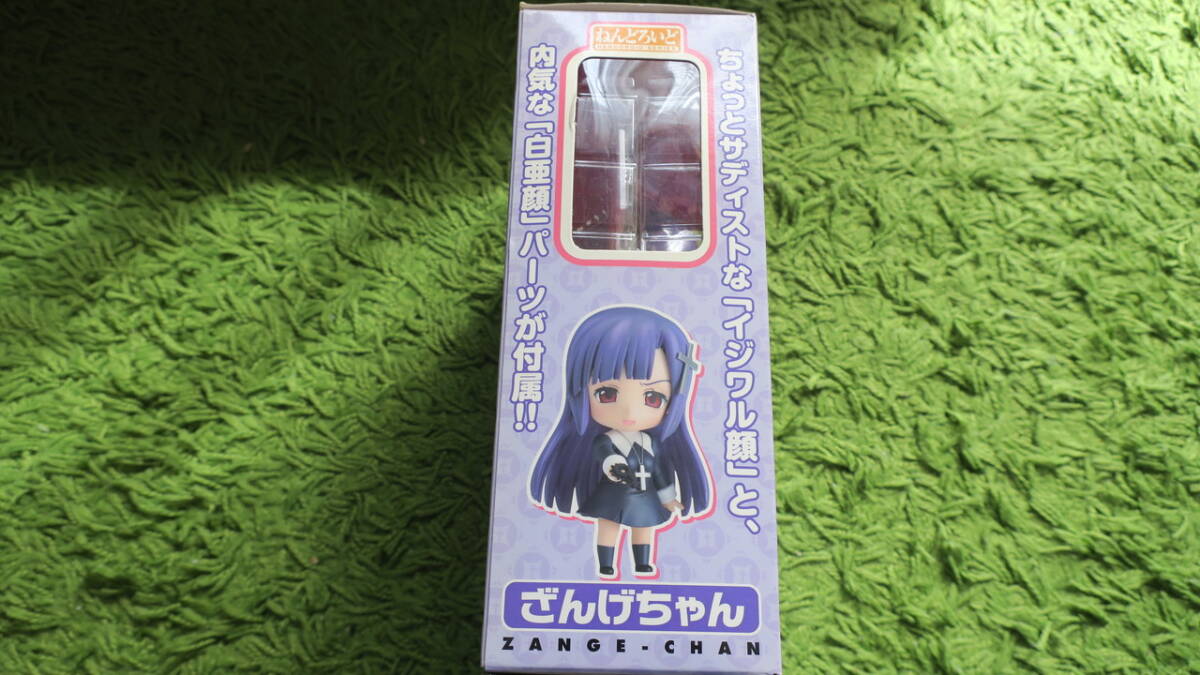 ねんどろいど
NENDOROID SERIES
ちょっとサディストな「イジワル顔」と、
内気な「白亜顔」パーツが付属!!
ざんげちゃん
ZANGE-CHAN